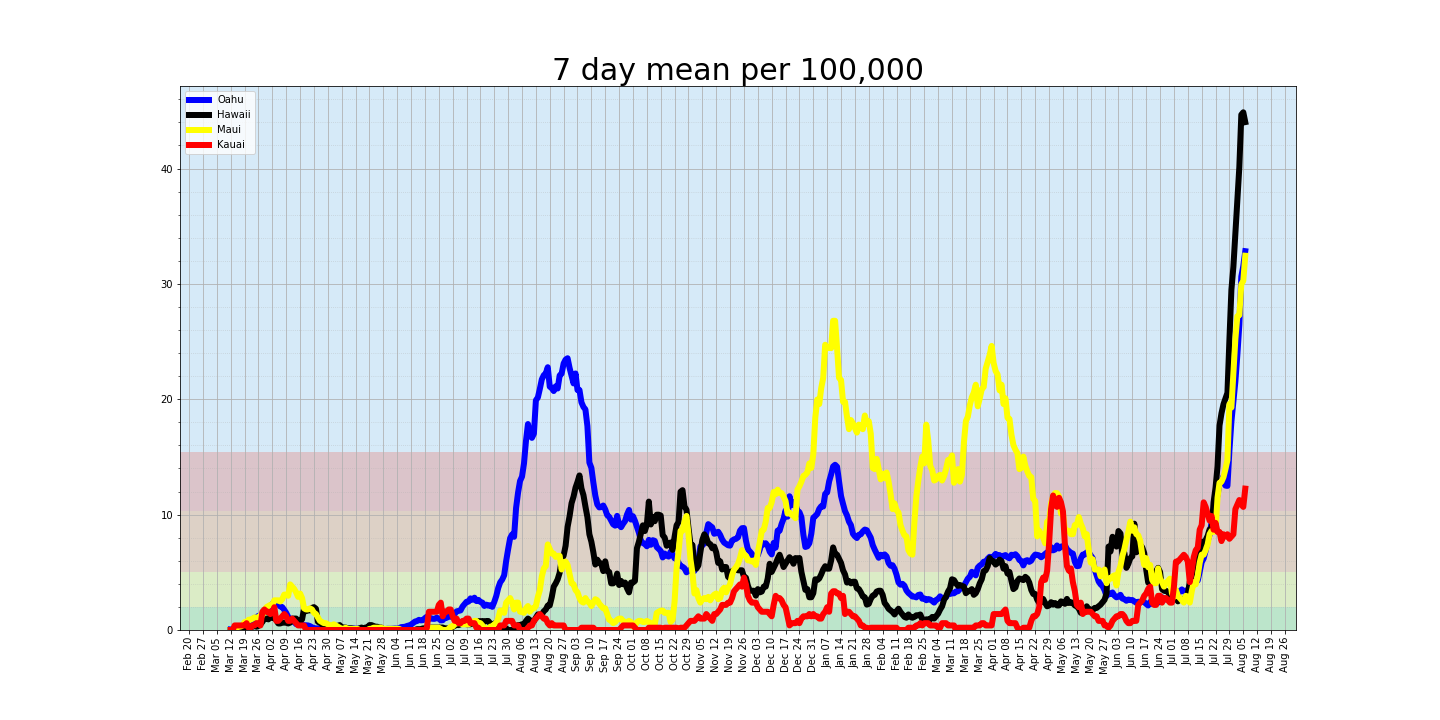 7 day mean per 100,000
Oahu
Hawaii
Maui
Kauai
40
30
20
10
0
Feb 20
Feb 27
Mar 05
Mar 12
Mar 19
Mar 26
Apr 02
Apr 09
Apr 16
Apr 23
Apr 30
May 07
May 14
May 21
May 28
Jun 04
Jun 11
Jun 18
Jun 25
Jul 02
Jul 09
Jul 16
Jul 23
Jul 30
Aug 06
Aug 13
Aug 20
Aug 27
Sep 03
Sep 10
Sep 17
Sep 24
Oct 01
Oct 08
Oct 15
Oct 22
Oct 29
Nov 05
Nov 12
Nov 19
Nov 26
Dec 03
Dec 10
Dec 17
Dec 24
Dec 31
Jan 07
Jan 14
Jan 21
Jan 28
Feb 04
Feb 11
Feb 18
Feb 25
Mar 04
Mar 11
Mar 18
Mar 25
Apr 01
Apr 08
Apr 15
Apr 22
Apr 29
May 06
May 13
May 20
May 27
Jun 03
Jun 10
Jun 17
Jun 24
Jul 01
Jul 08
Jul 15
Jul 22
Jul 29
Aug 05
Aug 12
Aug 19
Aug 26